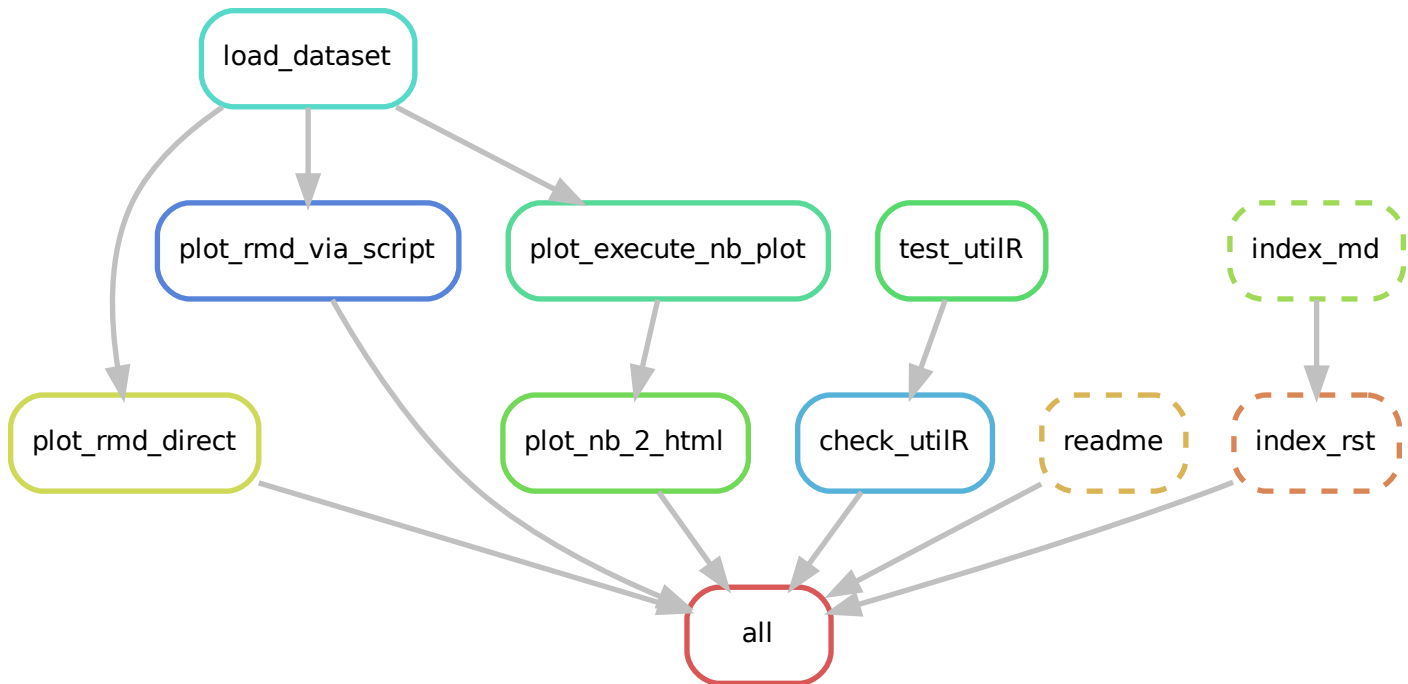 load_dataset
plot_rmd_via_script
plot_execute_nb_plot
test_utilR
index_md
plot_rmd_direct
plot_nb_2_html
check_utilR
readme
index_rst
all